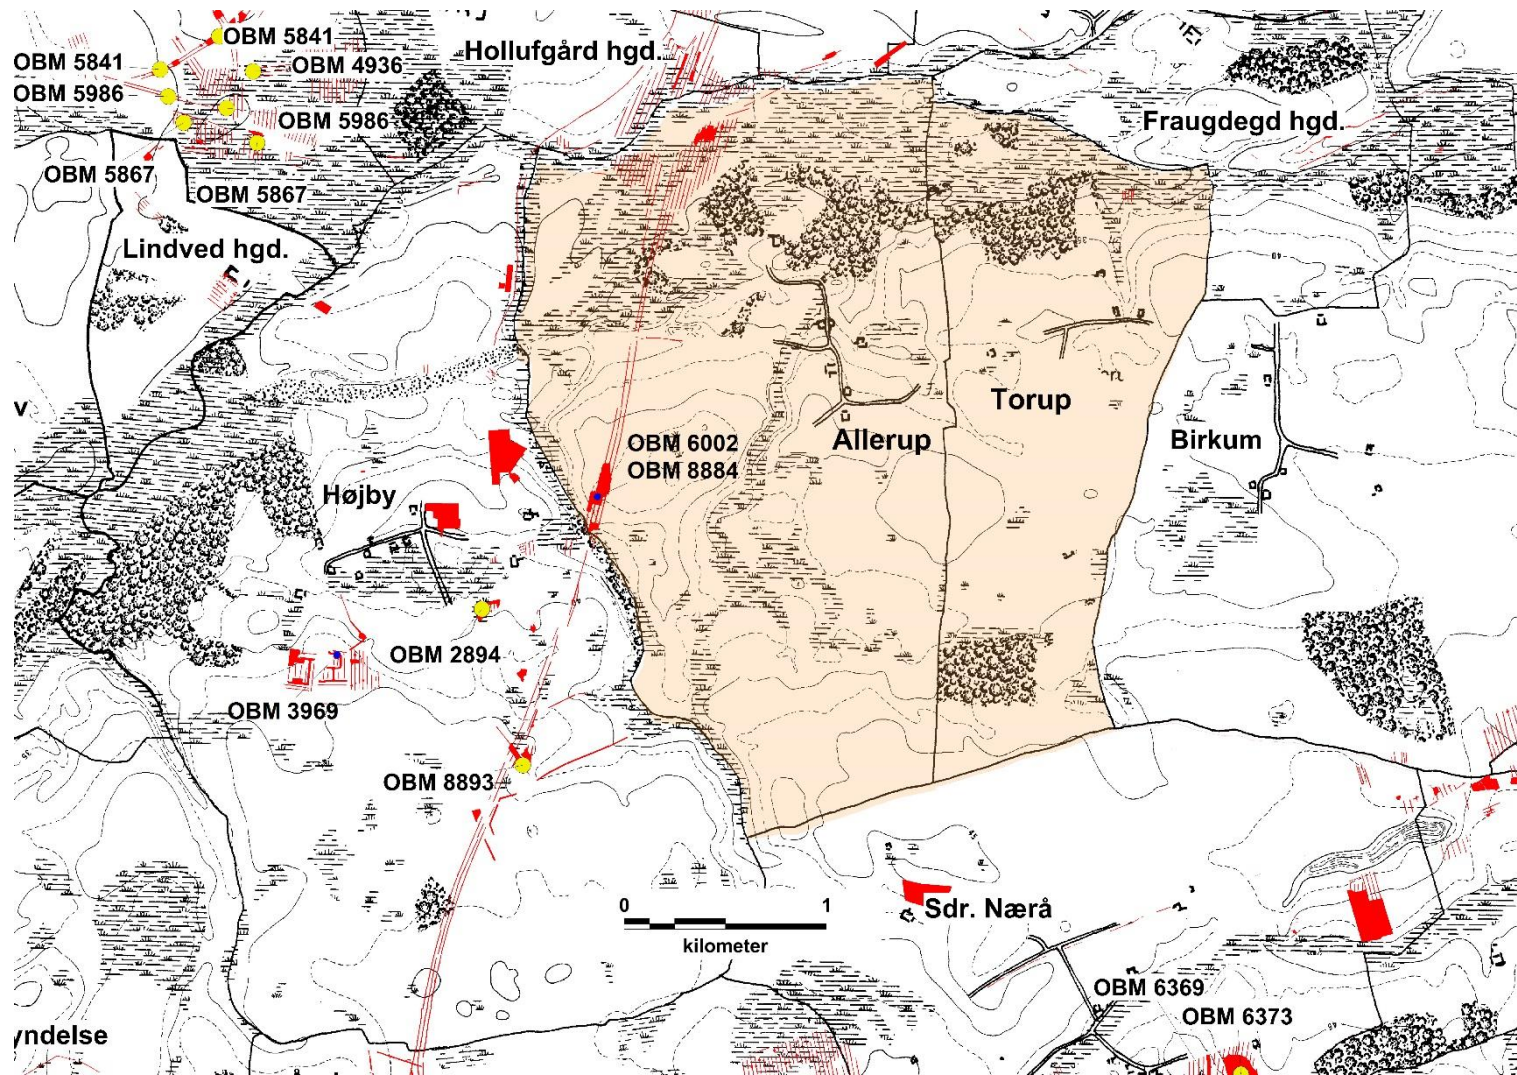 OBM 5841
Hollufgård hgd.
OBM 5841
OBM 4936
OBM 5986
OBM 5986
Fraugdegd hgd.
OBM 5867
OBM 5867
Lindved hgd.
v
Torup
OBM 6002
OBM 8884
Allerup
Birkum
Højby
OBM 2894
OBM 3969
OBM 8893
0 1
kilometer
Sdr. Nærå
OBM 6369
OBM 6373
yndelse